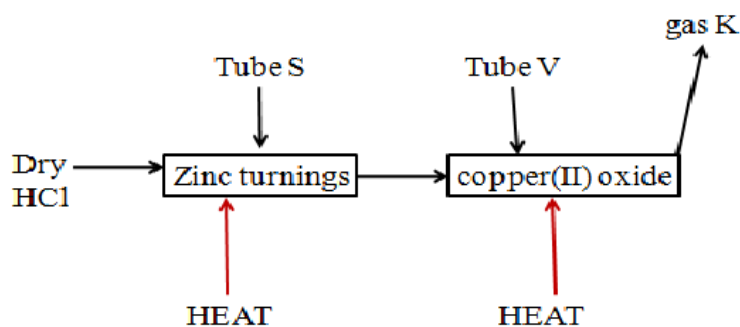 gas K
Tube S
Tube V
Dry
HCl
Zinc turnings
copper(II) oxide
HEAT
HEAT